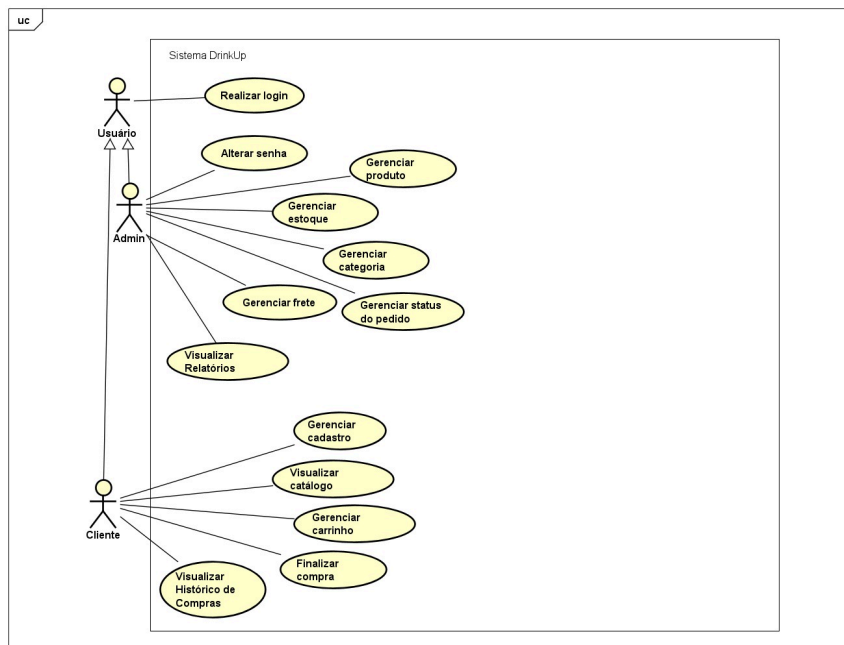 uc
Sistema DrinkUp
Realizar login
Usuário
Alterar senha
Gerenciar
produto
Gerenciar
estoque
Admin
Gerenciar
categoria
Gerenciar frete
Gerenciar status
do pedido
Visualizar
Relatórios
Gerenciar
cadastro
Visualizar
catálogo
Gerenciar
carrinho
Cliente
Finalizar
compra
Visualizar
Histórico de
Compras